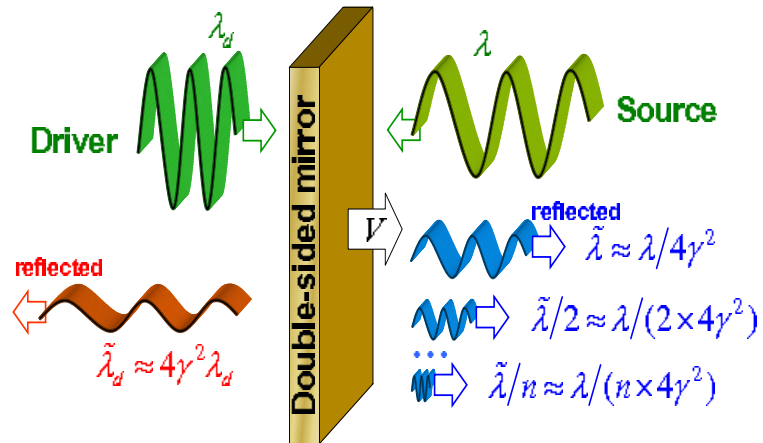 λ_d
λ
Driver
Double-sided mirror
Source
V
reflected
λ̃ ≈ λ/4γ²
reflected
λ̃/2 ≈ λ/(2×4γ²)
λ̃_d ≈ 4γ²λ_d
...
λ̃/n ≈ λ/(n×4γ²)